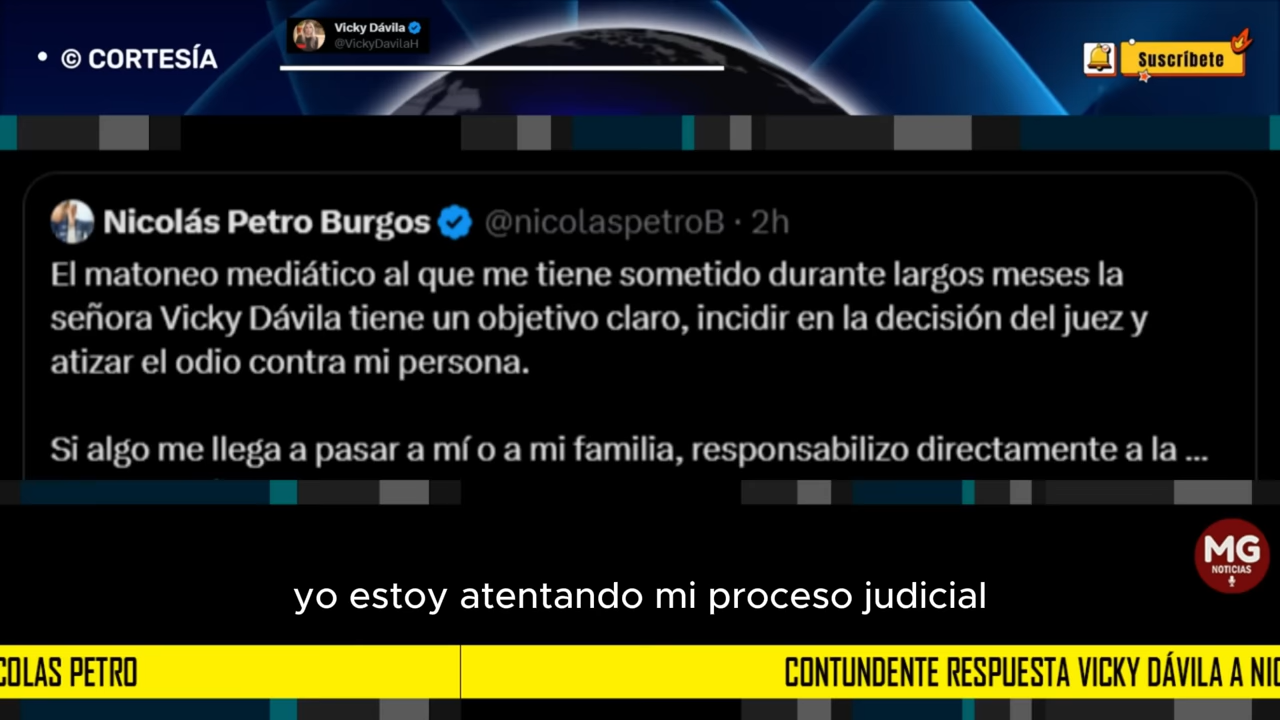 Vicky Dávila
@VickyDavilaH
• © CORTESÍA
Suscríbete
Nicolás Petro Burgos @nicolaspetroB · 2h
El matoneo mediático al que me tiene sometido durante largos meses la
señora Vicky Dávila tiene un objetivo claro, incidir en la decisión del juez y
atizar el odio contra mi persona.
Si algo me llega a pasar a mí o a mi familia, responsabilizo directamente a la ...
MG
NOTICIAS
yo estoy atentando mi proceso judicial
COLAS PETRO
CONTUNDENTE RESPUESTA VICKY DÁVILA A NIC